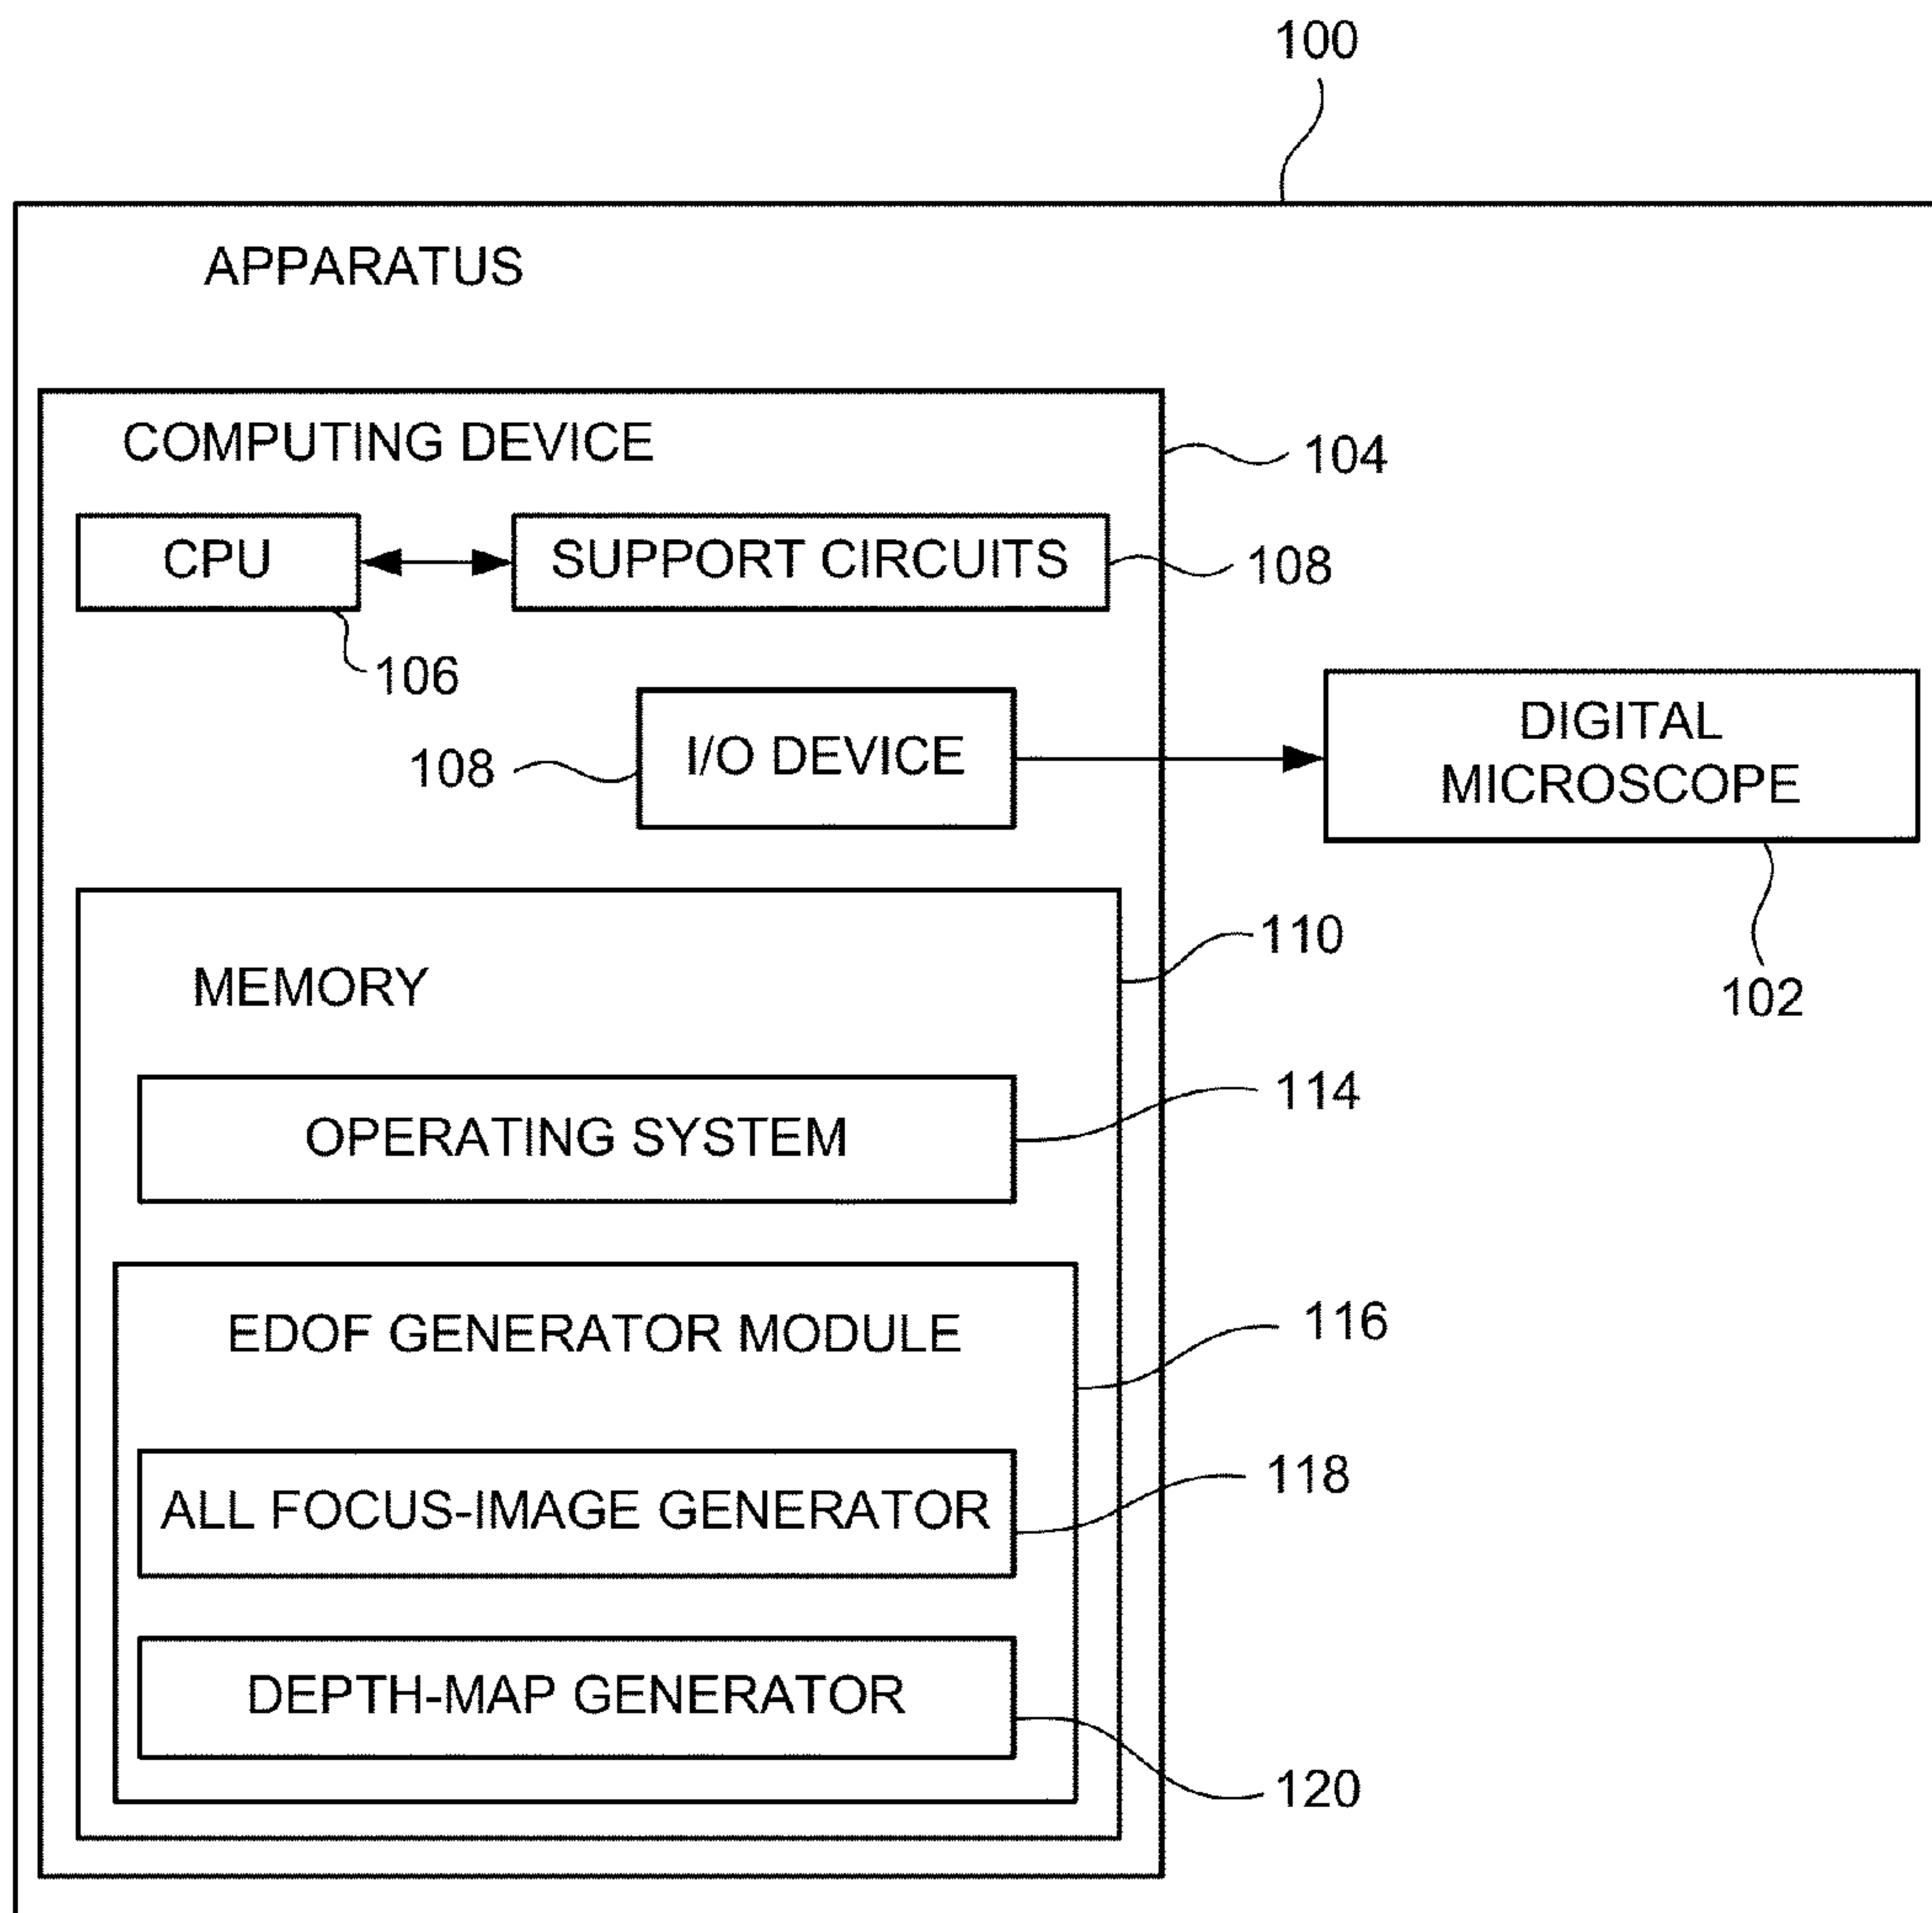 100
APPARATUS
COMPUTING DEVICE
104
CPU
SUPPORT CIRCUITS
108
106
I/O DEVICE
108
DIGITAL
MICROSCOPE
102
110
MEMORY
114
OPERATING SYSTEM
116
EDOF GENERATOR MODULE
118
ALL FOCUS-IMAGE GENERATOR
DEPTH-MAP GENERATOR
120